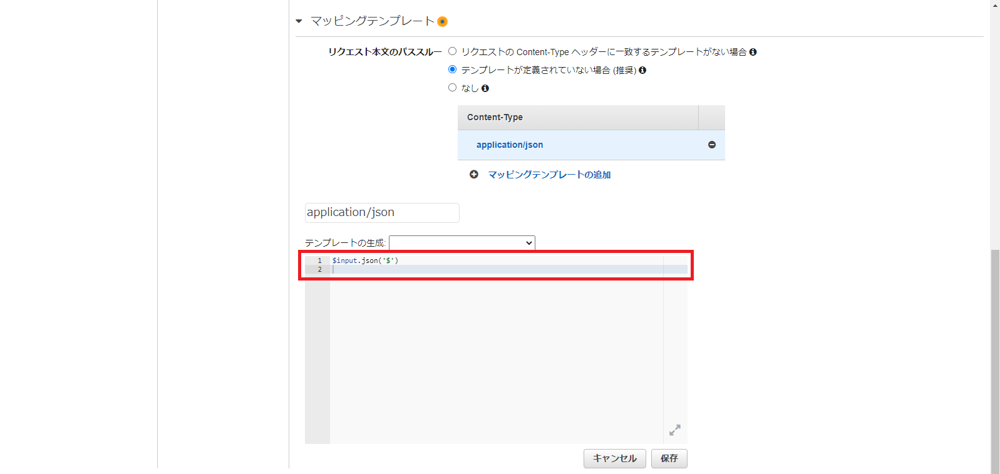 マッピングテンプレート
リクエスト本文のパススルー
リクエストの Content-Type ヘッダーに一致するテンプレートがない場合
テンプレートが定義されていない場合 (推奨)
なし
Content-Type
application/json
マッピングテンプレートの追加
application/json
テンプレートの生成:
1 $input.json('$')
2
キャンセル 保存